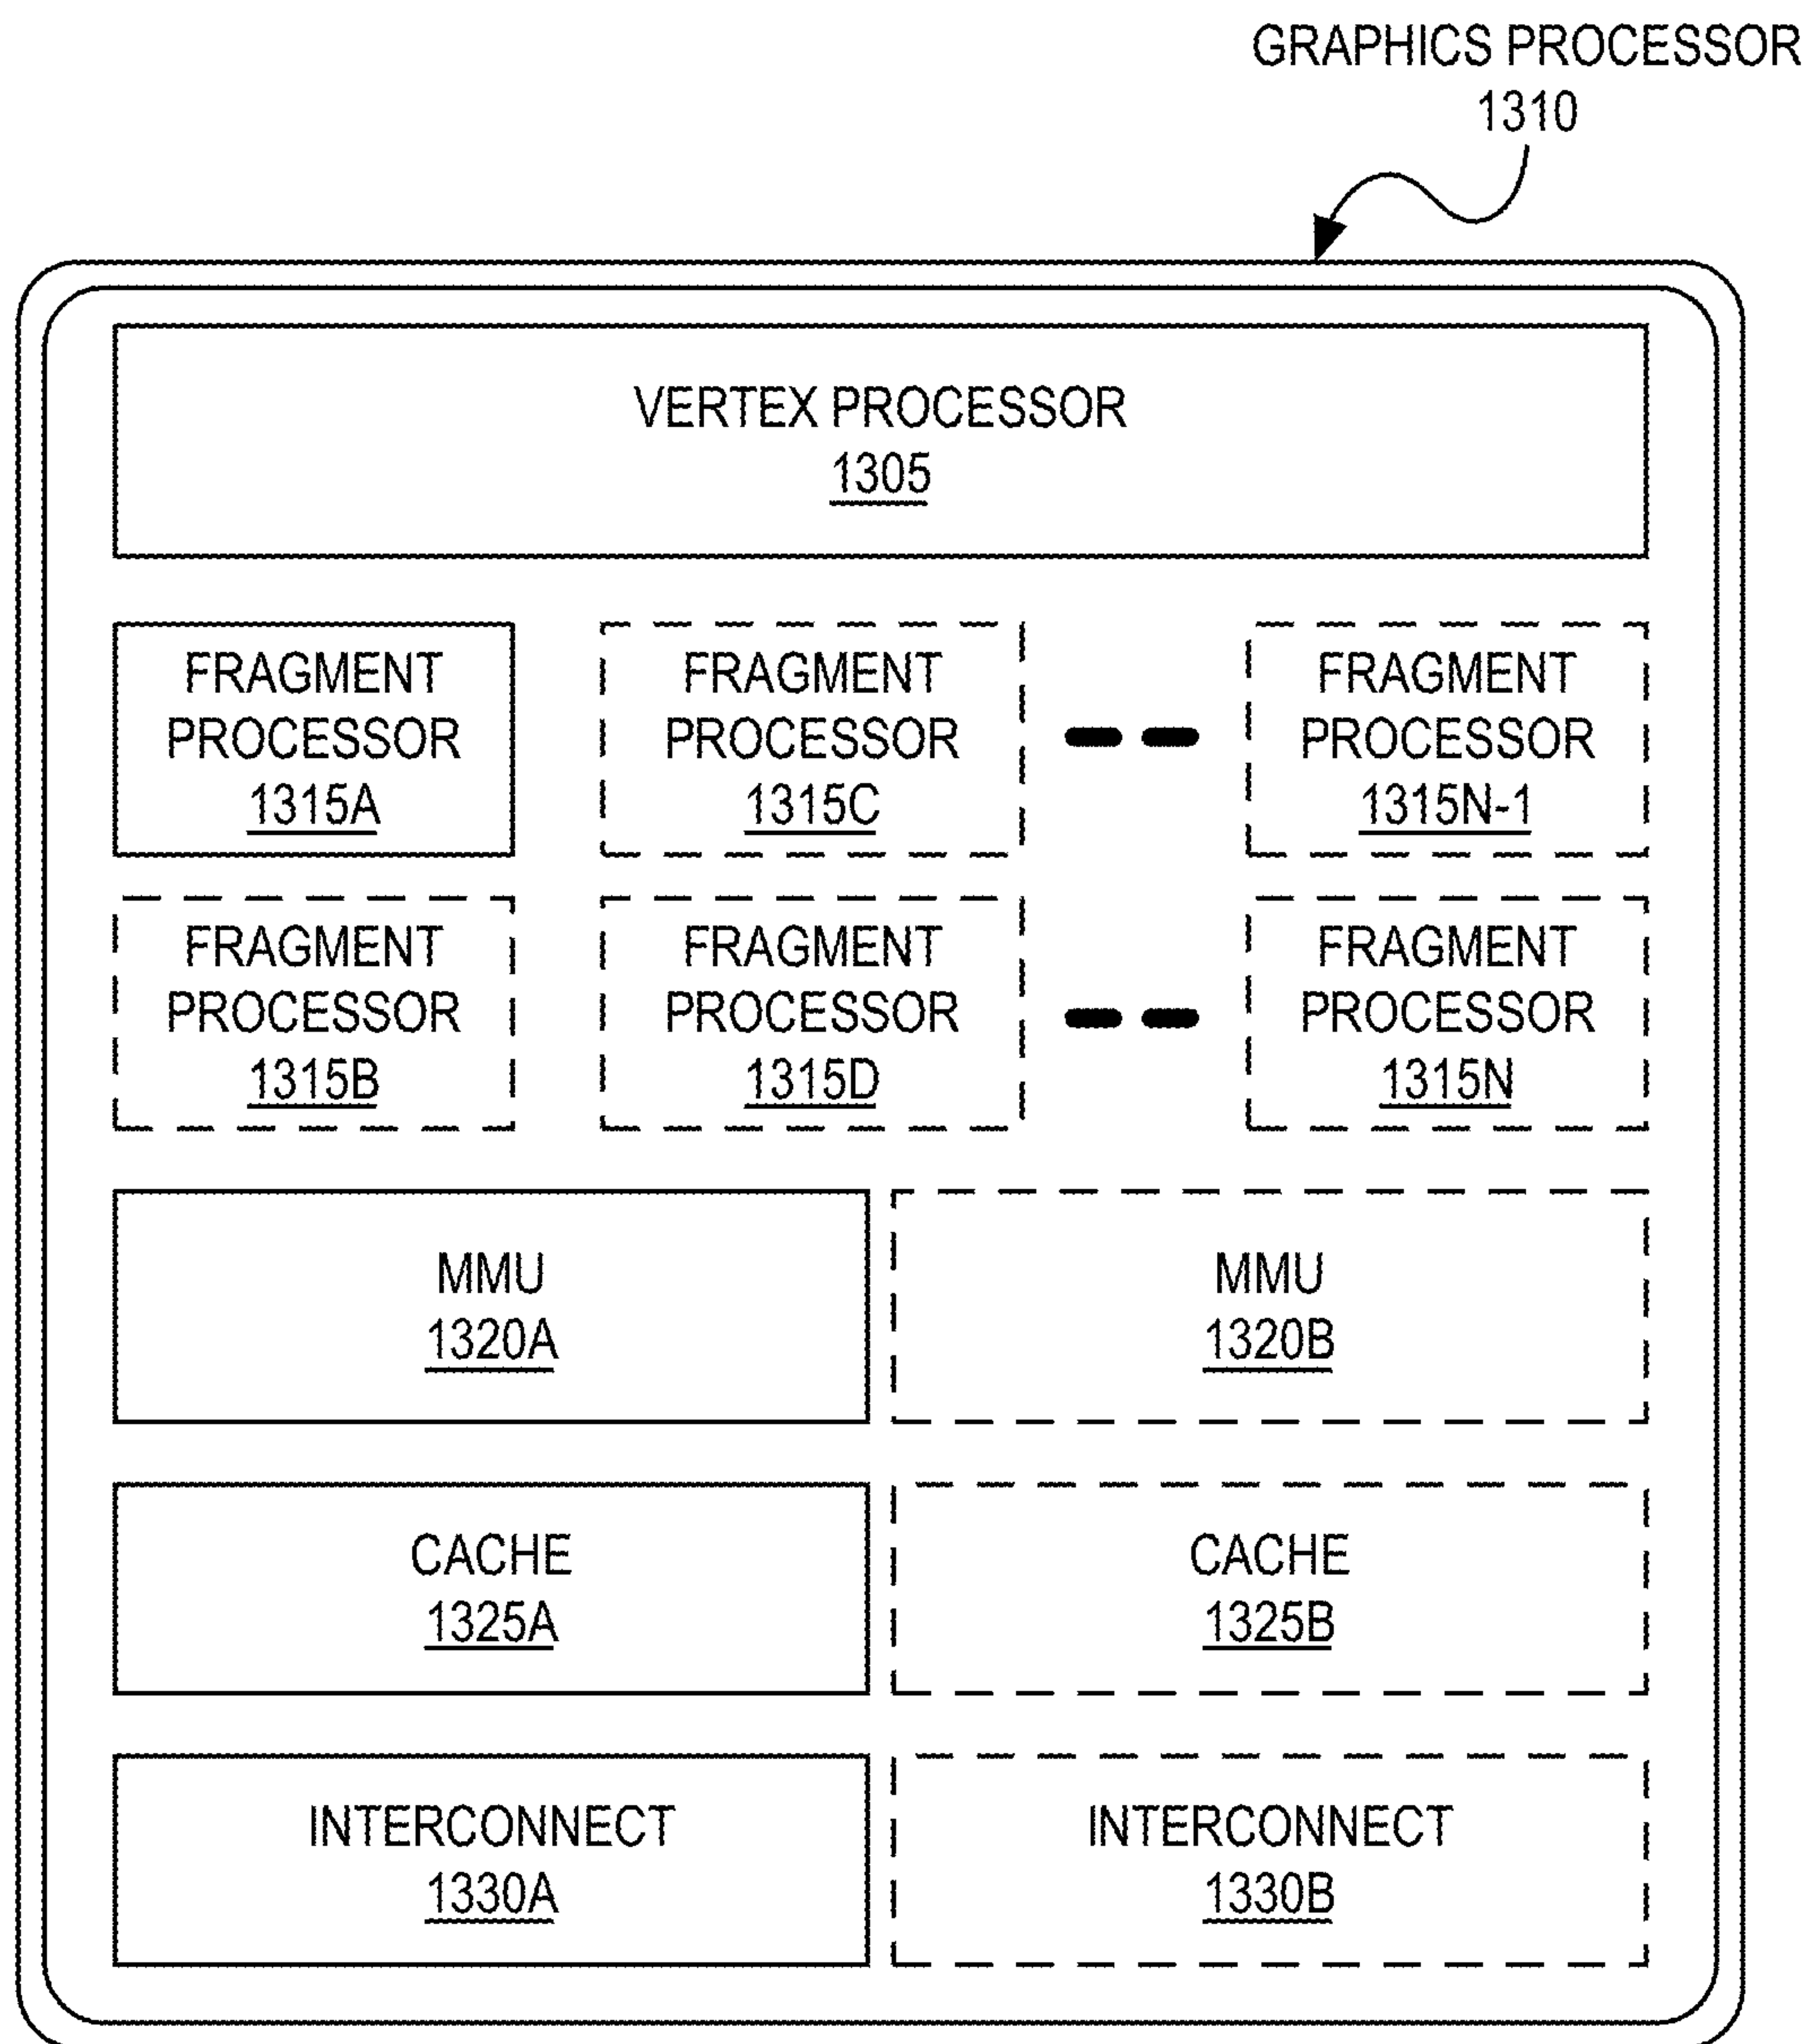 GRAPHICS PROCESSOR
1310
VERTEX PROCESSOR
1305
FRAGMENT
PROCESSOR
1315A
FRAGMENT
PROCESSOR
1315C
FRAGMENT
PROCESSOR
1315N-1
FRAGMENT
PROCESSOR
1315B
FRAGMENT
PROCESSOR
1315D
FRAGMENT
PROCESSOR
1315N
MMU
1320A
MMU
1320B
CACHE
1325A
CACHE
1325B
INTERCONNECT
1330A
INTERCONNECT
1330B